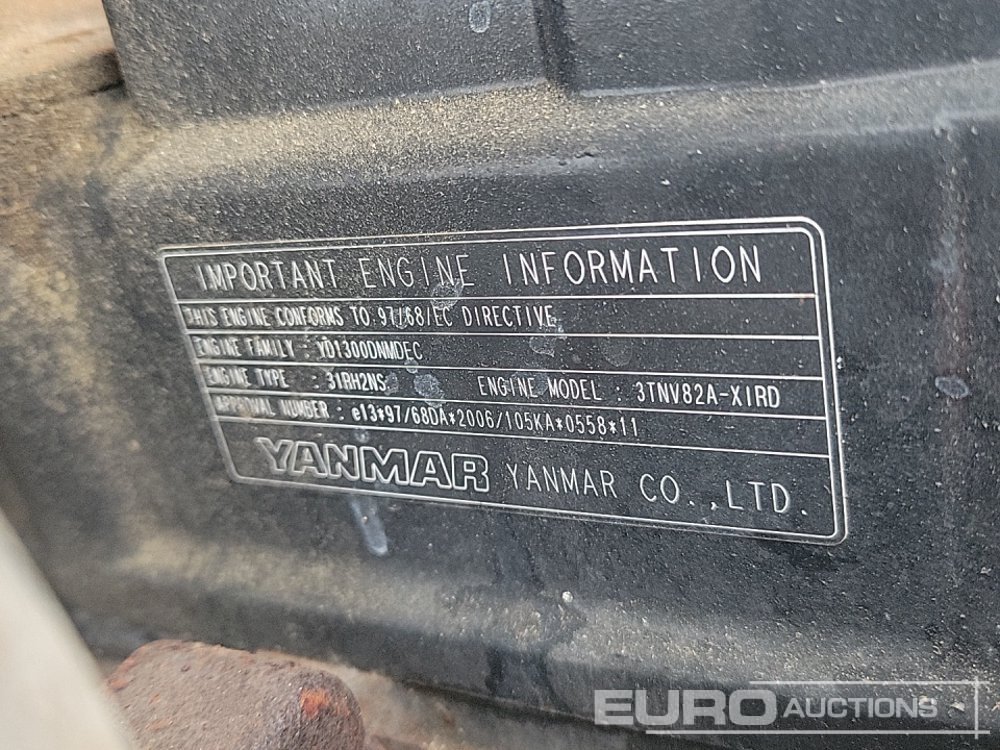 IMPORTANT ENGINE INFORMATION
THIS ENGINE CONFORMS TO 97/68/EC DIRECTIVE
ENGINE FAMILY : YD1300DNMDEC
ENGINE TYPE : 31RH2NS ENGINE MODEL : 3TNV82A-X1RD
APPROVAL NUMBER : e13*97/68DA*2006/105KA*0558*11
YANMAR YANMAR CO.,LTD.
EURO AUCTIONS